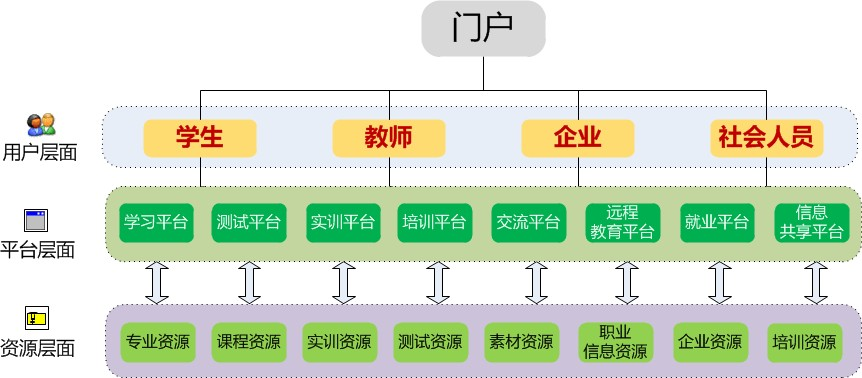 门户
用户层面
学生
教师
企业
社会人员
平台层面
学习平台
测试平台
实训平台
培训平台
交流平台
远程
教育平台
就业平台
信息
共享平台
资源层面
专业资源
课程资源
实训资源
测试资源
素材资源
职业
信息资源
企业资源
培训资源